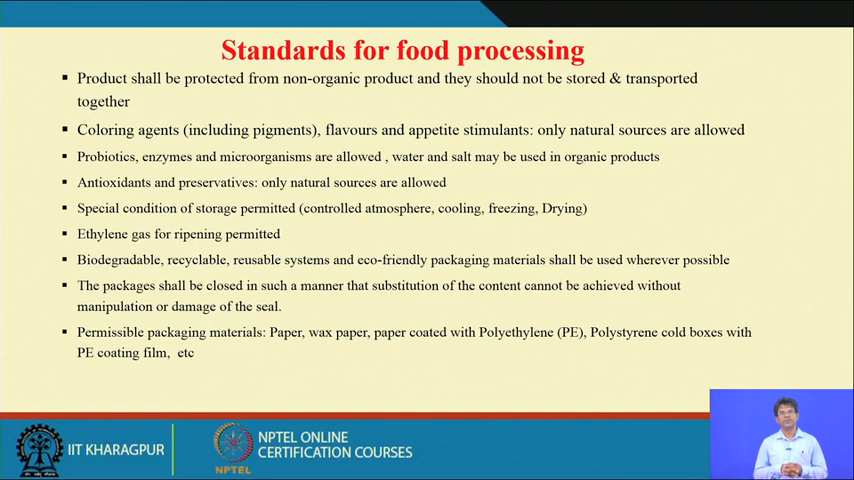 Standards for food processing
▪ Product shall be protected from non-organic product and they should not be stored & transported
together
▪ Coloring agents (including pigments), flavours and appetite stimulants: only natural sources are allowed
▪ Probiotics, enzymes and microorganisms are allowed , water and salt may be used in organic products
▪ Antioxidants and preservatives: only natural sources are allowed
▪ Special condition of storage permitted (controlled atmosphere, cooling, freezing, Drying)
▪ Ethylene gas for ripening permitted
▪ Biodegradable, recyclable, reusable systems and eco-friendly packaging materials shall be used wherever possible
▪ The packages shall be closed in such a manner that substitution of the content cannot be achieved without
manipulation or damage of the seal.
▪ Permissible packaging materials: Paper, wax paper, paper coated with Polyethylene (PE), Polystyrene cold boxes with
PE coating film, etc
IIT KHARAGPUR
NPTEL
NPTEL ONLINE
CERTIFICATION COURSES